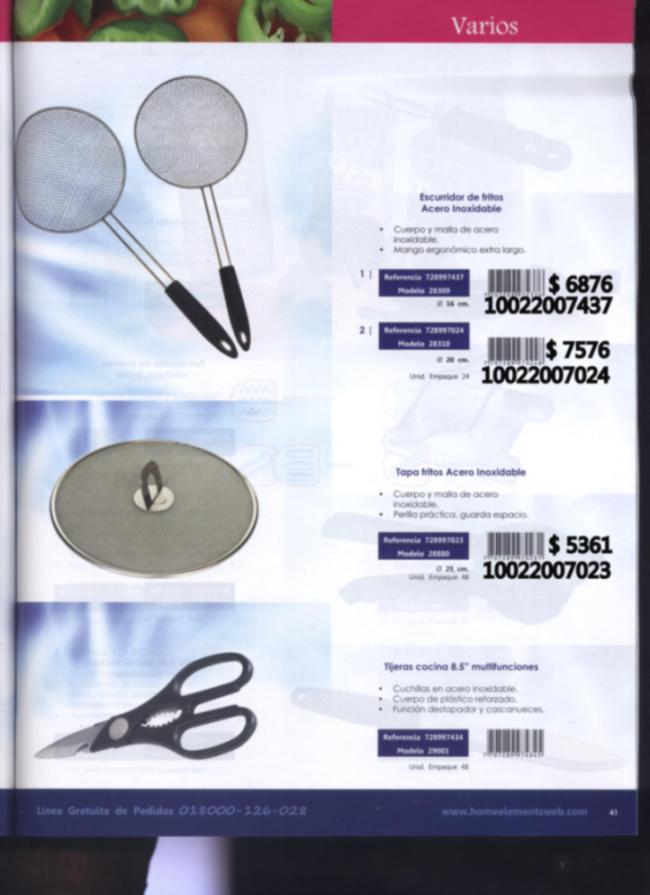 Varios
Escurridor de fritos
Acero Inoxidable
• Cuerpo y malla de acero
inoxidable.
• Mango ergonómico extra largo.
1 | Referencia 728997437
Modelo 28309
Ø 16 cm.
$ 6876
10022007437
2 | Referencia 728997024
Modelo 28310
Ø 20 cm.
Unid. Empaque 24
$ 7576
10022007024
Tapa fritos Acero Inoxidable
• Cuerpo y malla de acero
inoxidable.
• Perilla práctica, guarda espacio.
Referencia 728997023
Modelo 28880
Ø 25 cm.
Unid. Empaque 48
$ 5361
10022007023
Tijeras cocina 8.5" multifunciones
• Cuchillas en acero inoxidable.
• Cuerpo de plástico reforzado.
• Función destapador y cascanueces.
Referencia 728997434
Modelo 29001
Unid. Empaque 48
Línea Gratuita de Pedidos 018000-126-028
www.homeelementsweb.com
41